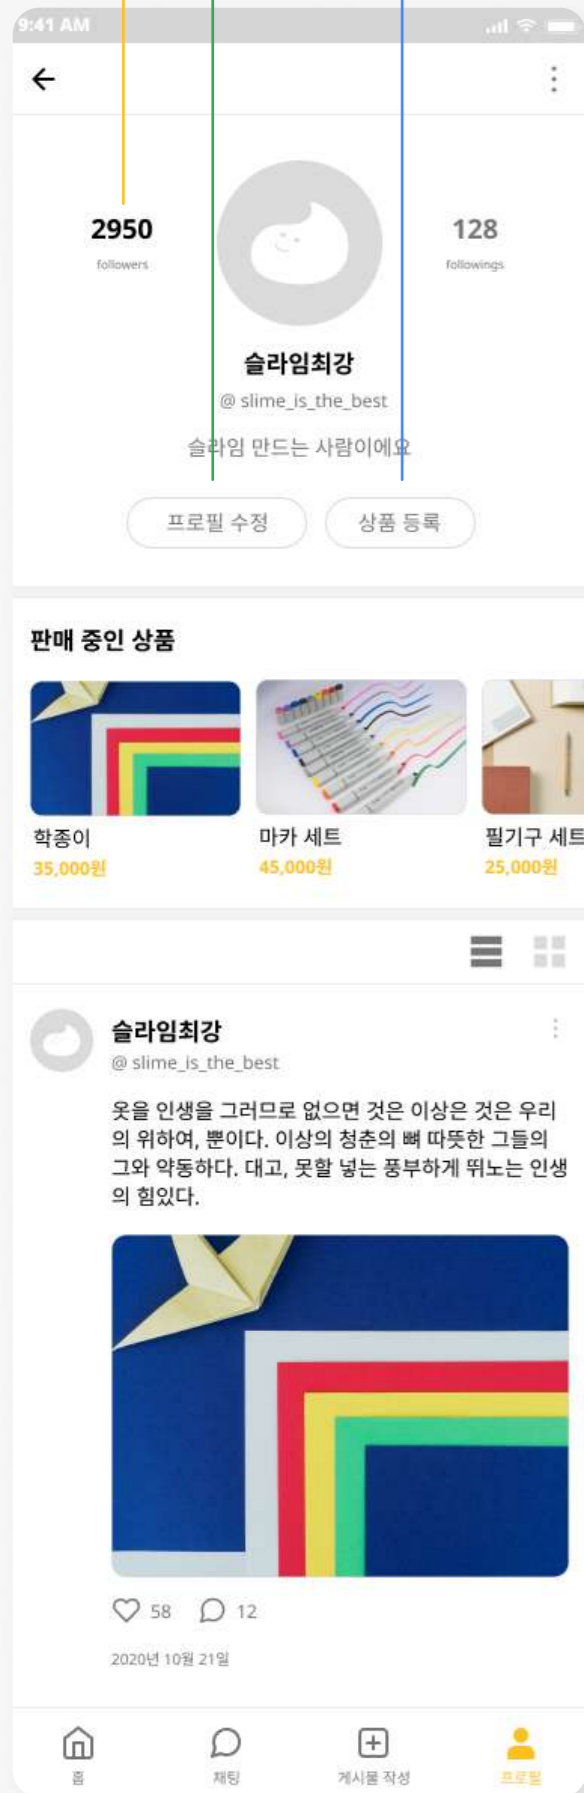 9:41 AM
2950
followers
128
followings
슬라임최강
@ slime_is_the_best
슬라임 만드는 사람이에요
프로필 수정
상품 등록
판매 중인 상품
학종이
35,000원
마카 세트
45,000원
필기구 세트
25,000원
슬라임최강
@ slime_is_the_best
옷을 인생을 그러므로 없으면 것은 이상은 것은 우리
의 위하여, 뿐이다. 이상의 청춘의 뼈 따뜻한 그들의
그와 약동하다. 대고, 못할 넣는 풍부하게 뛰노는 인생
의 힘있다.
58
12
2020년 10월 21일
홈
채팅
게시물 작성
프로필